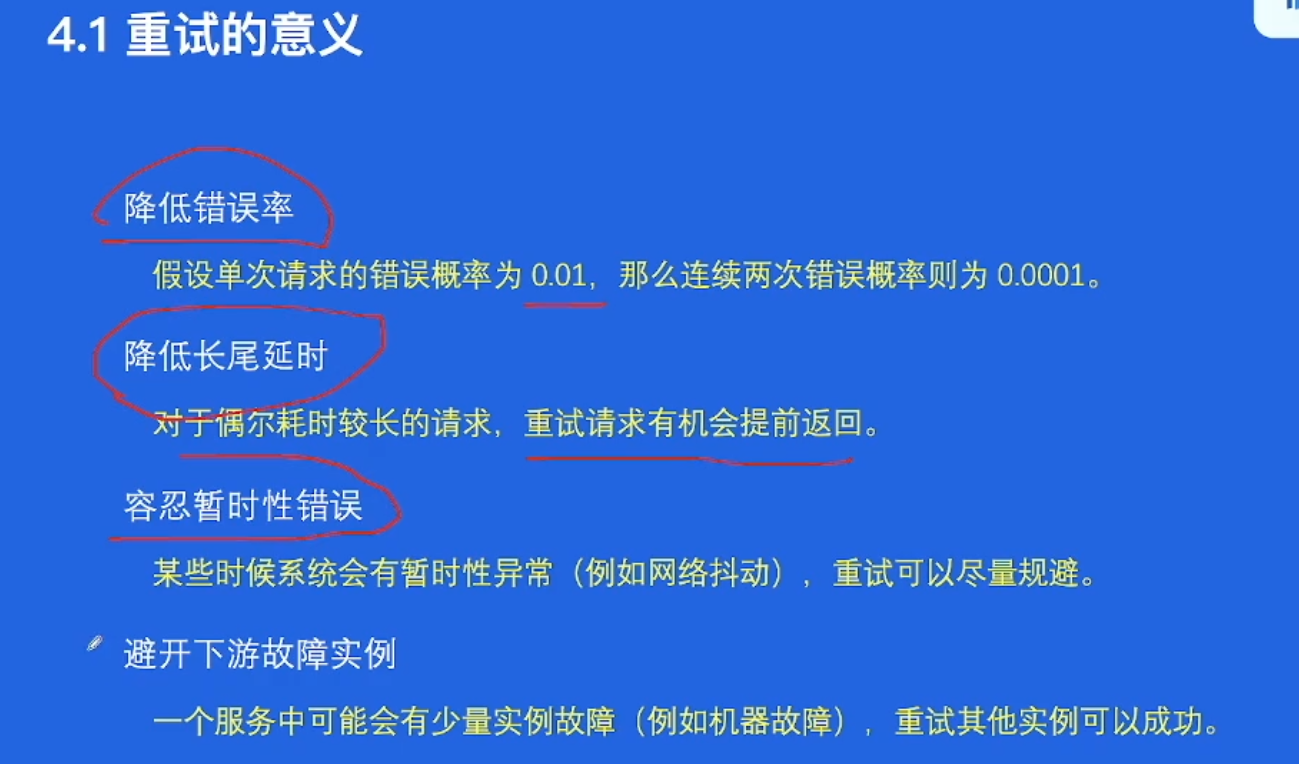 4.1 重试的意义
降低错误率
假设单次请求的错误概率为 0.01，那么连续两次错误概率则为 0.0001。
降低长尾延时
对于偶尔耗时较长的请求，重试请求有机会提前返回。
容忍暂时性错误
某些时候系统会有暂时性异常（例如网络抖动），重试可以尽量规避。
避开下游故障实例
一个服务中可能会有少量实例故障（例如机器故障），重试其他实例可以成功。